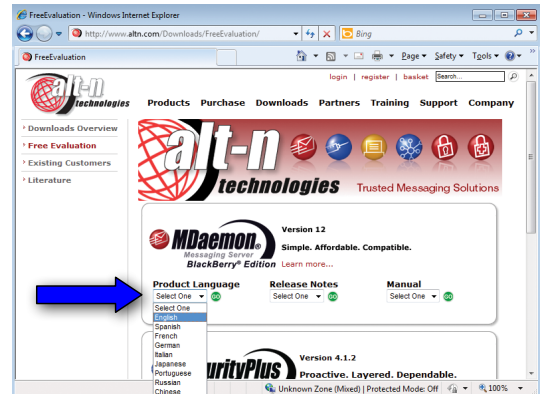 FreeEvaluation - Windows Internet Explorer
http://www.altn.com/Downloads/FreeEvaluation/
Bing
FreeEvaluation
Page Safety Tools
login | register | basket Search...
alt-n
technologies
Products Purchase Downloads Partners Training Support Company
Downloads Overview
Free Evaluation
Existing Customers
Literature
alt-n
technologies
Trusted Messaging Solutions
MDaemon®
Messaging Server
BlackBerry® Edition
Version 12
Simple. Affordable. Compatible.
Learn more...
Product Language Release Notes Manual
Select One GO Select One GO Select One GO
Select One
English
Spanish
French
German
Italian
Japanese
Portuguese
Russian
Chinese
urityPlus
Version 4.1.2
Proactive. Layered. Dependable.
Unknown Zone (Mixed) | Protected Mode: Off 100%